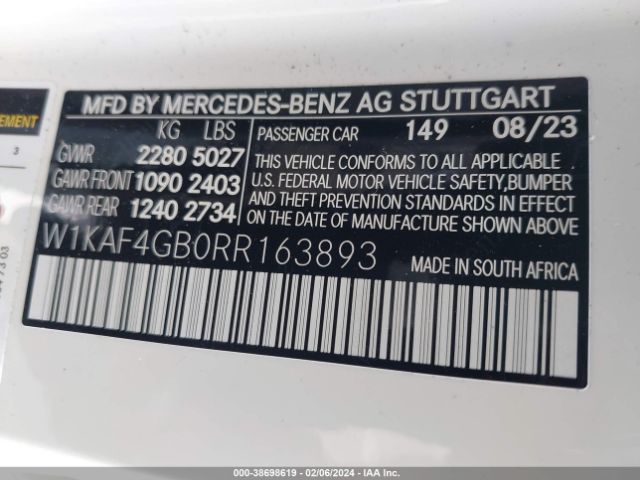 MFD BY MERCEDES-BENZ AG STUTTGART
KG LBS
PASSENGER CAR 149 08/23
GVWR 2280 5027
GAWR FRONT 1090 2403
GAWR REAR 1240 2734
THIS VEHICLE CONFORMS TO ALL APPLICABLE
U.S. FEDERAL MOTOR VEHICLE SAFETY,BUMPER
AND THEFT PREVENTION STANDARDS IN EFFECT
ON THE DATE OF MANUFACTURE SHOWN ABOVE
W1KAF4GB0RR163893
MADE IN SOUTH AFRICA
EMENT
3
7 3 03
000-38698619 - 02/06/2024 - IAA Inc.